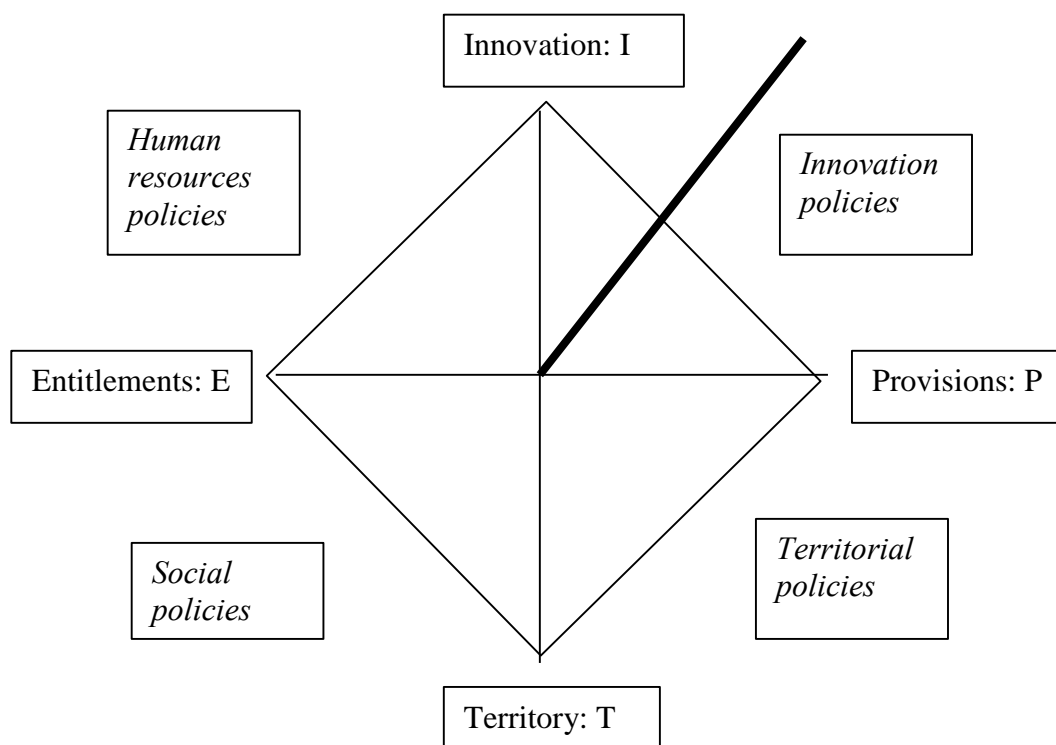 Innovation: I
Human
resources
policies
Innovation
policies
Entitlements: E
Provisions: P
Social
policies
Territorial
policies
Territory: T